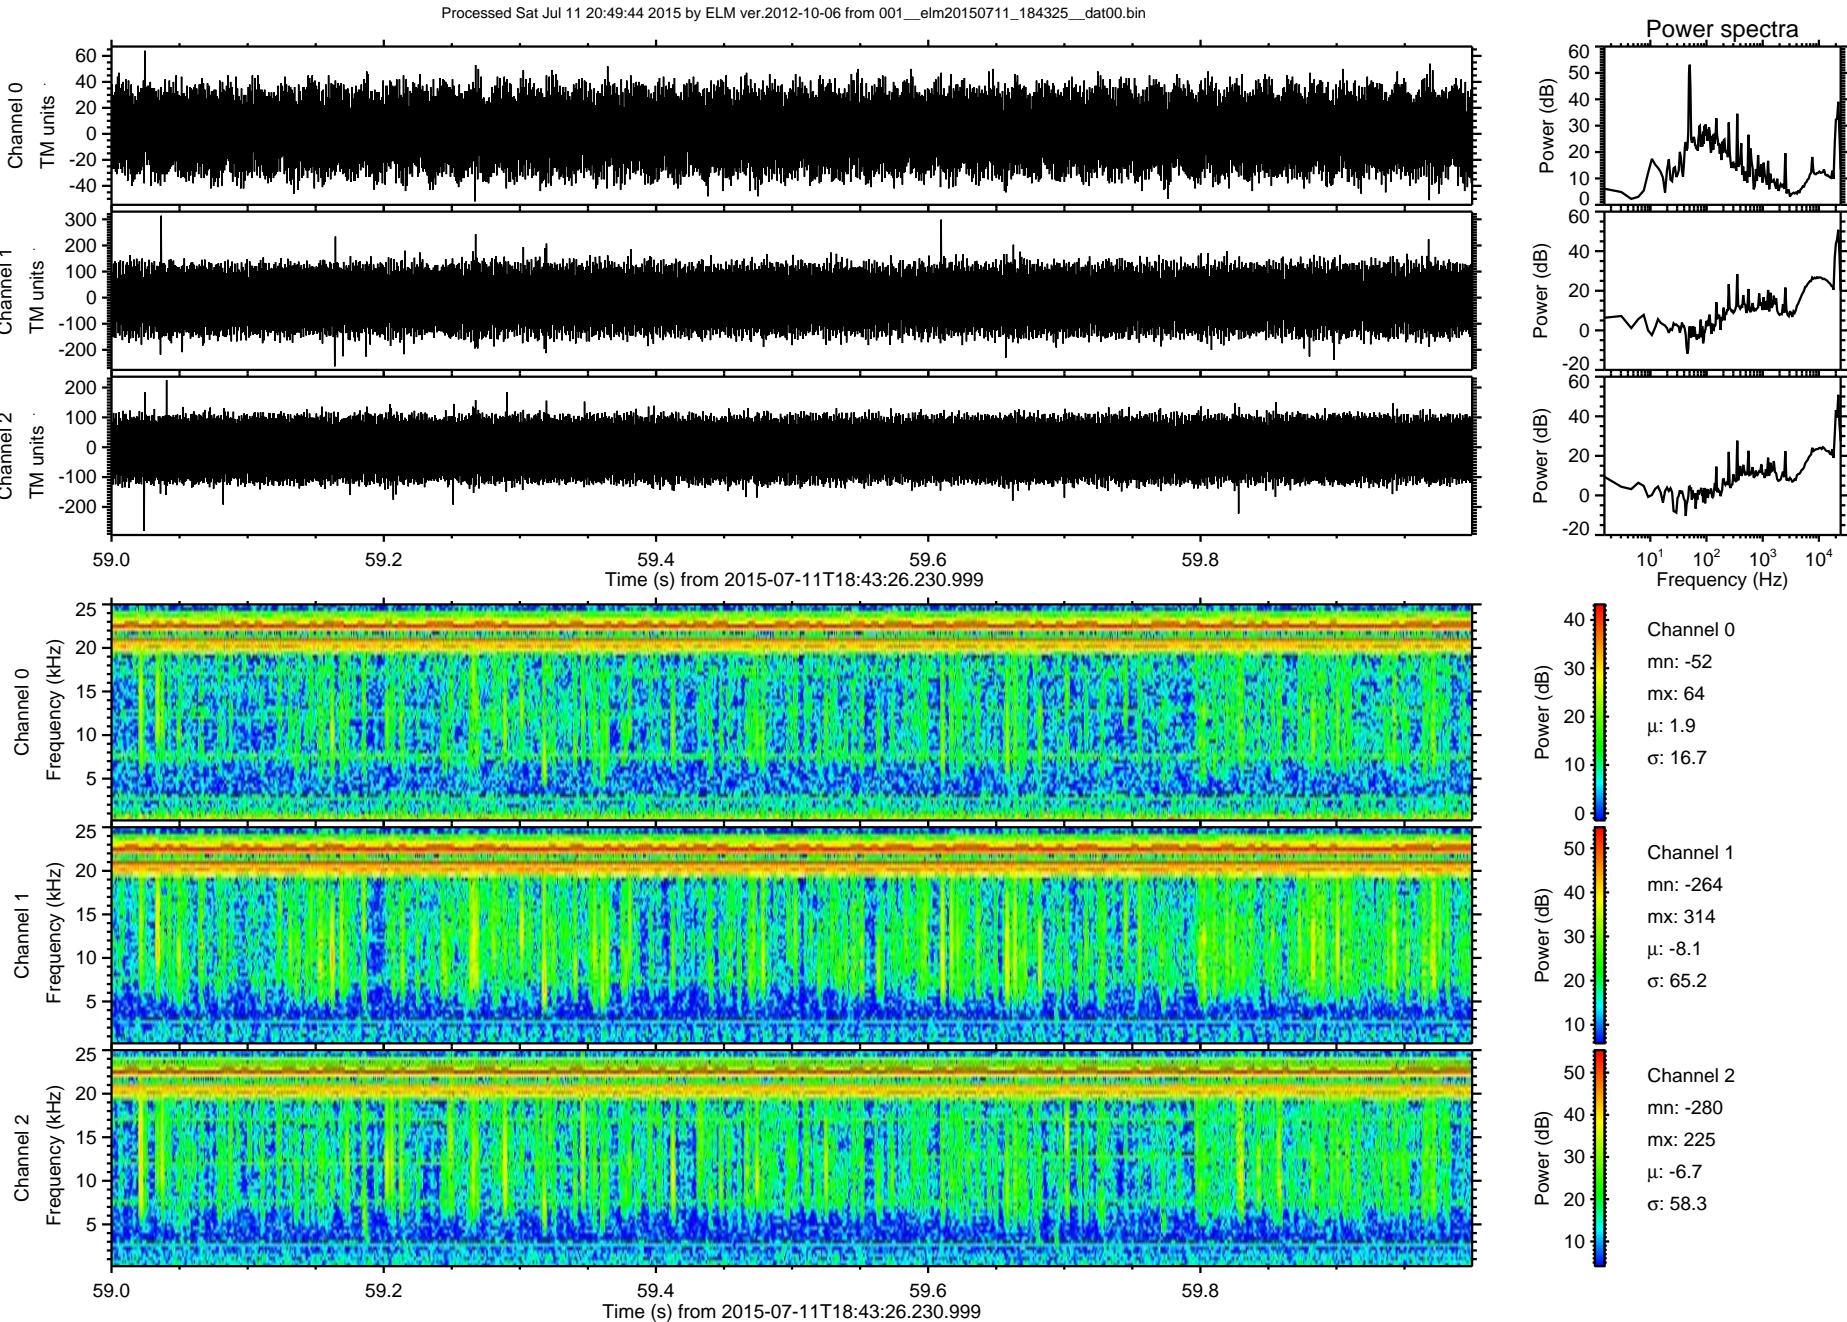 Processed Sat Jul 11 20:49:44 2015 by ELM ver.2012-10-06 from 001__elm20150711_184325__dat00.bin
Power spectra
Channel 0
TM units
60
40
20
0
-20
-40
Power (dB)
60
50
40
30
20
10
0
Channel 1
TM units
300
200
100
0
-100
-200
Power (dB)
60
40
20
0
-20
Channel 2
TM units
200
100
0
-100
-200
Power (dB)
60
40
20
0
-20
59.0 59.2 59.4 59.6 59.8
Time (s) from 2015-07-11T18:43:26.230.999
10¹ 10² 10³ 10⁴
Frequency (Hz)
Channel 0
Frequency (kHz)
25
20
15
10
5
Power (dB)
40
30
20
10
0
Channel 0
mn: -52
mx: 64
μ: 1.9
σ: 16.7
Channel 1
Frequency (kHz)
25
20
15
10
5
Power (dB)
50
40
30
20
10
Channel 1
mn: -264
mx: 314
μ: -8.1
σ: 65.2
Channel 2
Frequency (kHz)
25
20
15
10
5
Power (dB)
50
40
30
20
10
Channel 2
mn: -280
mx: 225
μ: -6.7
σ: 58.3
59.0 59.2 59.4 59.6 59.8
Time (s) from 2015-07-11T18:43:26.230.999